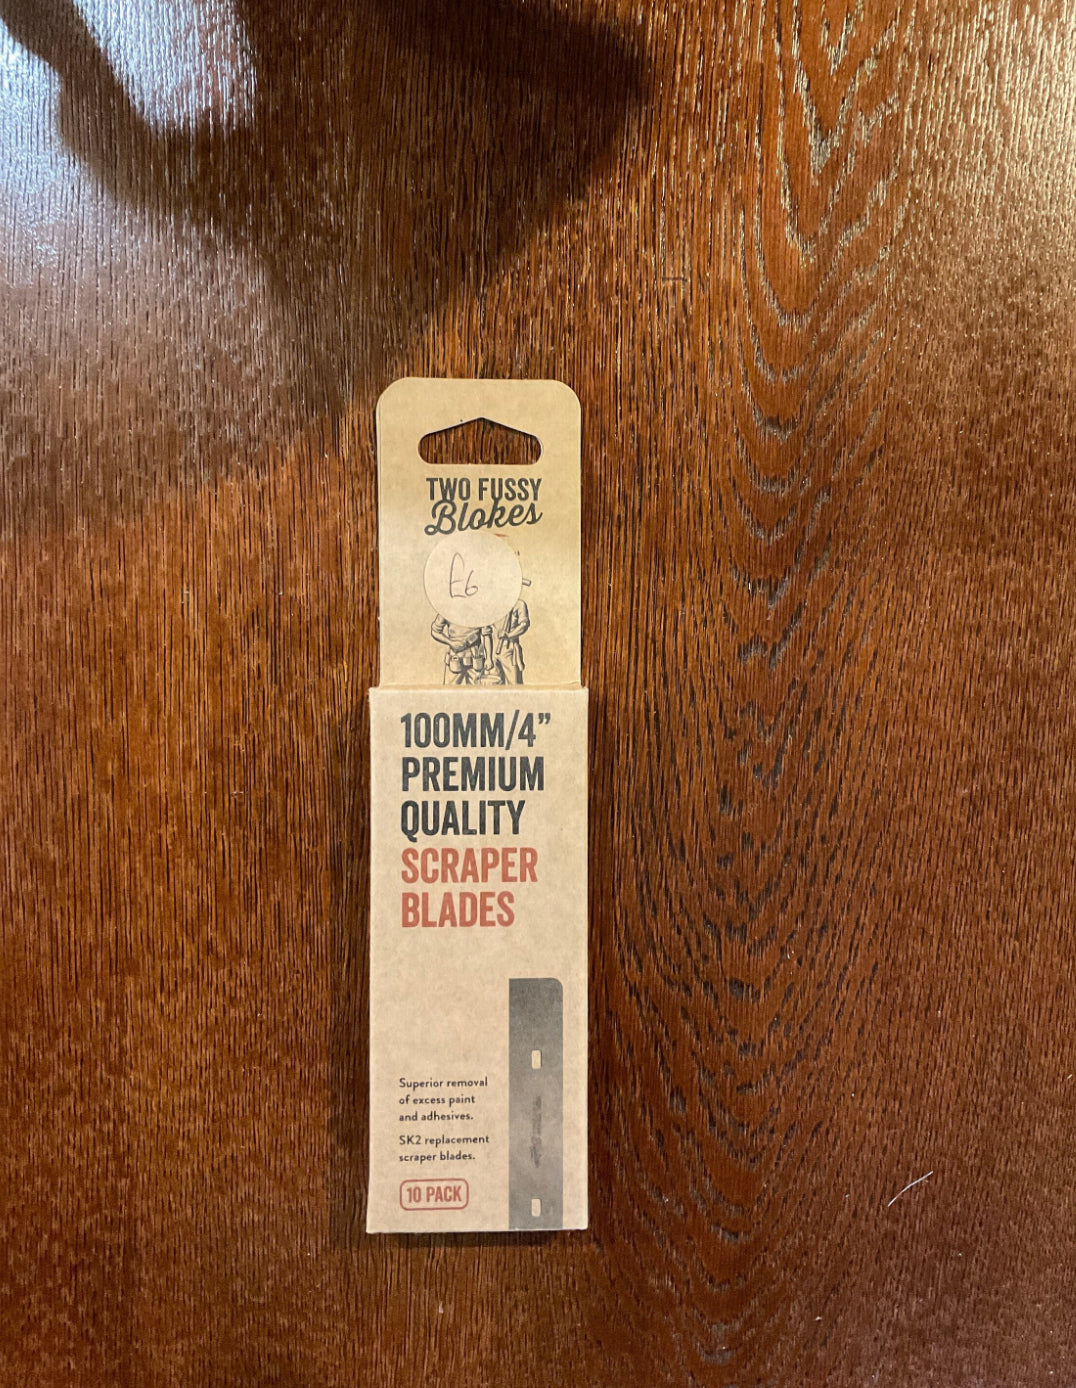 TWO FUSSY
Blokes
£6
100MM/4”
PREMIUM
QUALITY
SCRAPER
BLADES
Superior removal
of excess paint
and adhesives.
SK2 replacement
scraper blades.
10 PACK